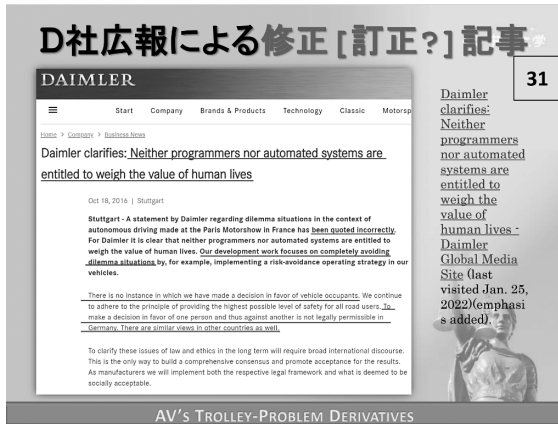 D社広報による修正 [訂正?] 記事
31
DAIMLER
Start Company Brands & Products Technology Classic Motorsp
Home > Company > Business News
Daimler clarifies: Neither programmers nor automated systems are
entitled to weigh the value of human lives
Oct 18, 2016 | Stuttgart
Stuttgart - A statement by Daimler regarding dilemma situations in the context of
autonomous driving made at the Paris Motorshow in France has been quoted incorrectly.
For Daimler it is clear that neither programmers nor automated systems are entitled to
weigh the value of human lives. Our development work focuses on completely avoiding
dilemma situations by, for example, implementing a risk-avoidance operating strategy in our
vehicles.
There is no instance in which we have made a decision in favor of vehicle occupants. We continue
to adhere to the principle of providing the highest possible level of safety for all road users. To
make a decision in favor of one person and thus against another is not legally permissible in
Germany. There are similar views in other countries as well.
To clarify these issues of law and ethics in the long term will require broad international discourse.
This is the only way to build a comprehensive consensus and promote acceptance for the results.
As manufacturers we will implement both the respective legal framework and what is deemed to be
socially acceptable.
Daimler
clarifies:
Neither
programmers
nor automated
systems are
entitled to
weigh the
value of
human lives -
Daimler
Global Media
Site (last
visited Jan. 25,
2022)(emphasi
s added).
AV'S TROLLEY-PROBLEM DERIVATIVES